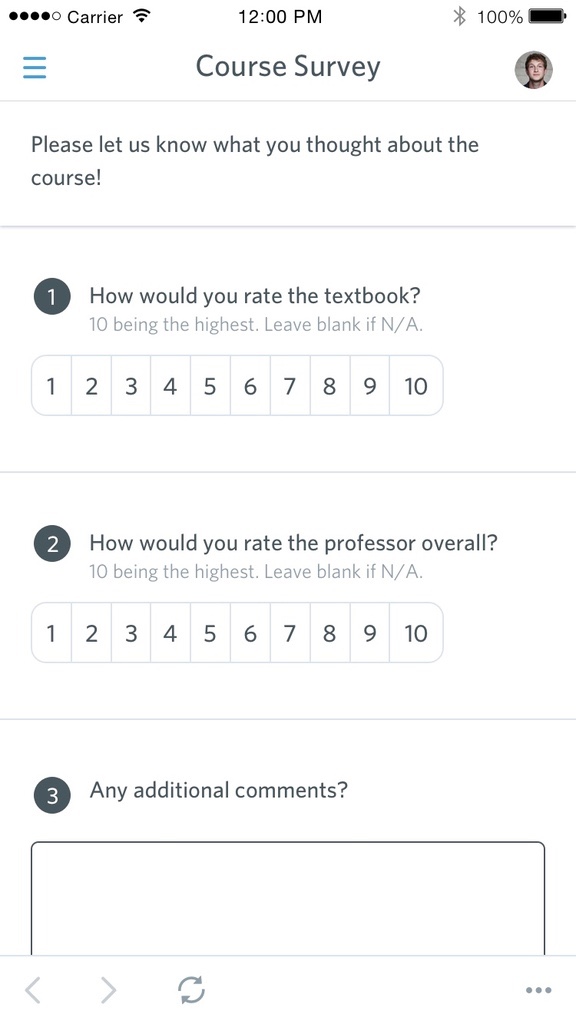 Carrier 12:00 PM 100%
Course Survey
Please let us know what you thought about the
course!
1 How would you rate the textbook?
10 being the highest. Leave blank if N/A.
1 2 3 4 5 6 7 8 9 10
2 How would you rate the professor overall?
10 being the highest. Leave blank if N/A.
1 2 3 4 5 6 7 8 9 10
3 Any additional comments?